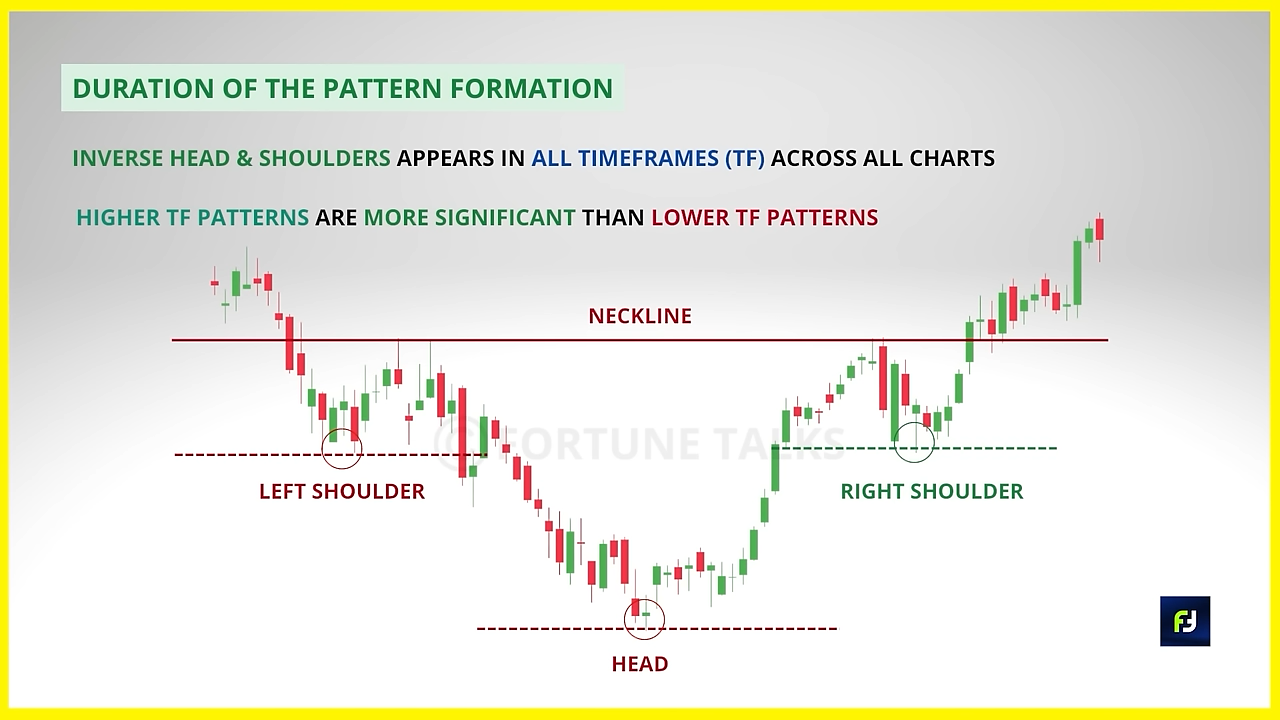 DURATION OF THE PATTERN FORMATION
INVERSE HEAD & SHOULDERS APPEARS IN ALL TIMEFRAMES (TF) ACROSS ALL CHARTS
HIGHER TF PATTERNS ARE MORE SIGNIFICANT THAN LOWER TF PATTERNS
NECKLINE
© FORTUNE TALKS
LEFT SHOULDER
RIGHT SHOULDER
HEAD